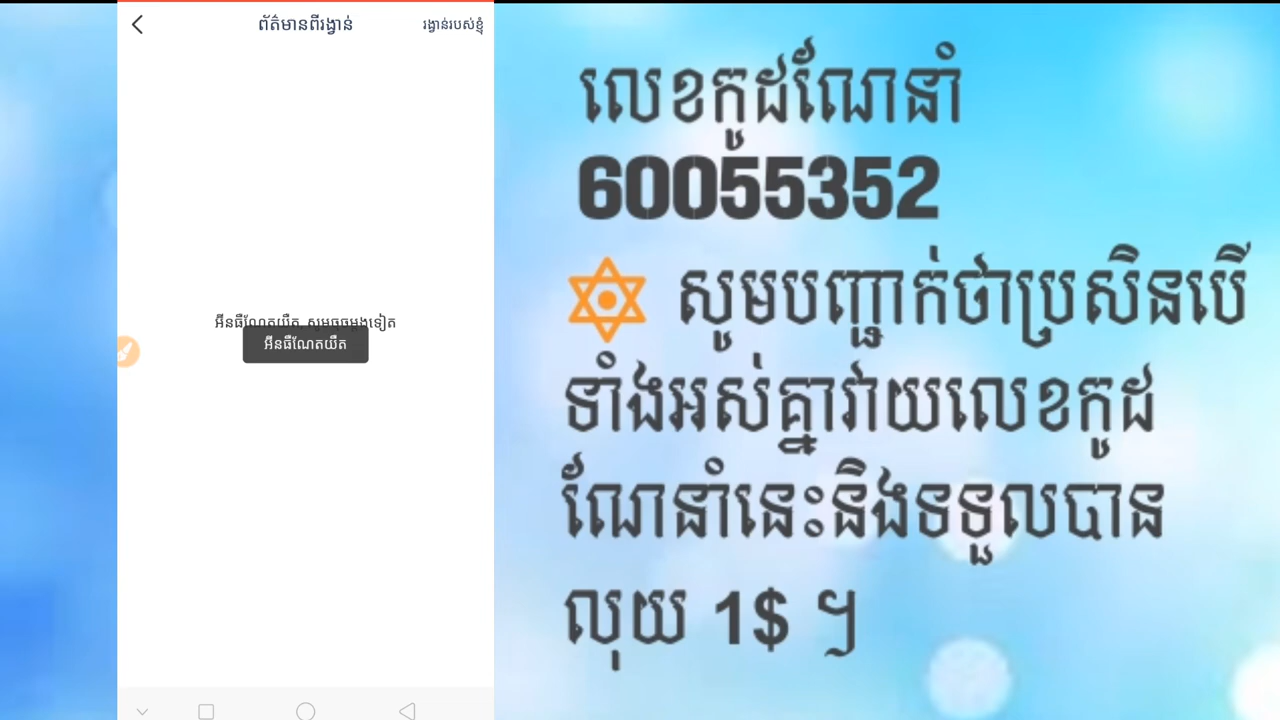 ព័ត៌មានពីរង្វាន់
រង្វាន់របស់ខ្ញុំ
អ៊ីនធឺណែតយឺត, សូមចុចម្ដងទៀត
អ៊ីនធឺណែតយឺត
លេខកូដណែនាំ
60055352
សូមបញ្ជាក់ថាប្រសិនបើ
ទាំងអស់គ្នាវាយលេខកូដ
ណែនាំនេះនិងទទួលបាន
លុយ 1$ ។